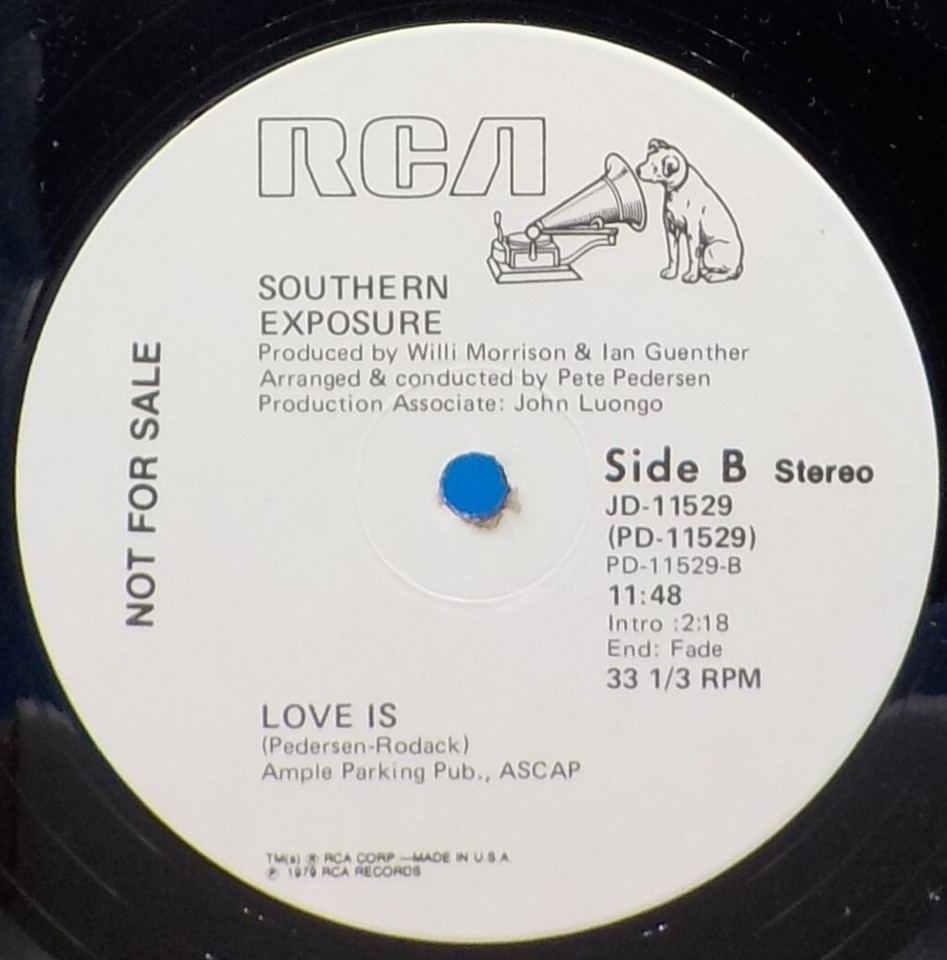 RCA
SOUTHERN
EXPOSURE
Produced by Willi Morrison & Ian Guenther
Arranged & conducted by Pete Pedersen
Production Associate: John Luongo
NOT FOR SALE
Side B Stereo
JD-11529
(PD-11529)
PD-11529-B
11:48
Intro :2:18
End: Fade
33 1/3 RPM
LOVE IS
(Pedersen-Rodack)
Ample Parking Pub., ASCAP
TM(s) ® RCA CORP —MADE IN U.S.A
℗ 1979 RCA RECORDS